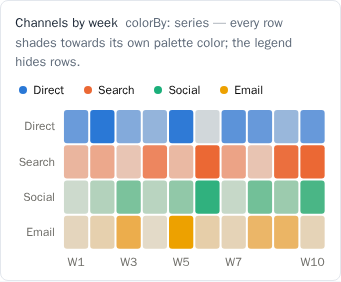 Channels by week colorBy: series — every row
shades towards its own palette color; the legend
hides rows.
Direct Search Social Email
Direct
Search
Social
Email
W1 W3 W5 W7 W10